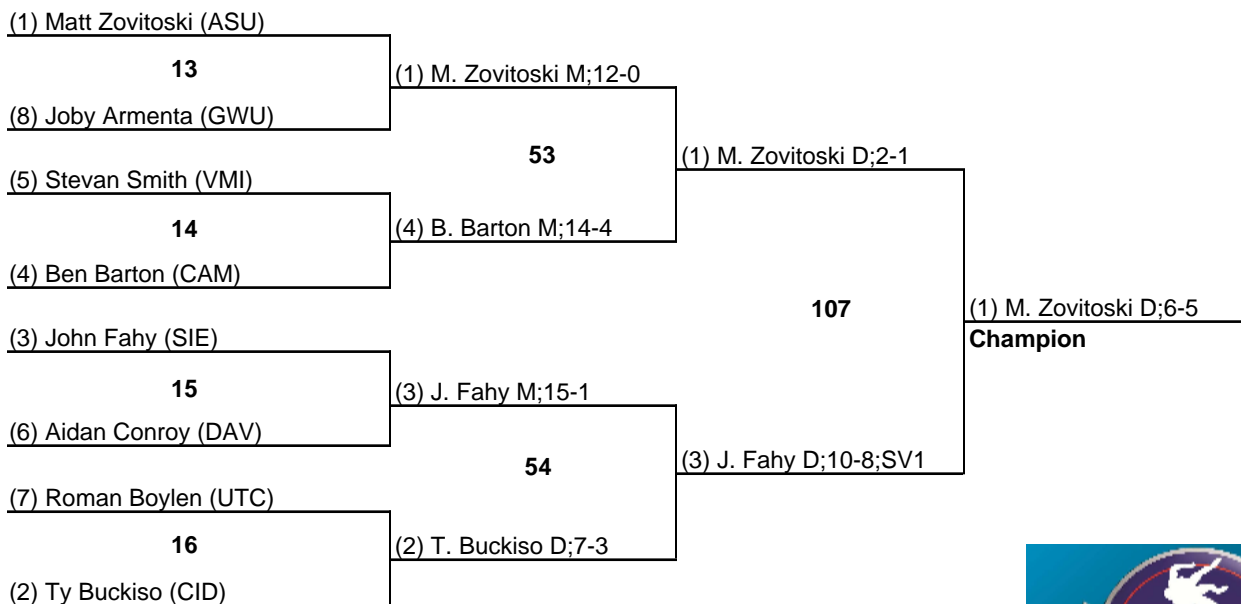 (1) Matt Zovitoski (ASU)
13
(1) M. Zovitoski M;12-0
(8) Joby Armenta (GWU)
53
(1) M. Zovitoski D;2-1
(5) Stevan Smith (VMI)
14
(4) B. Barton M;14-4
(4) Ben Barton (CAM)
107
(1) M. Zovitoski D;6-5
Champion
(3) John Fahy (SIE)
15
(3) J. Fahy M;15-1
(6) Aidan Conroy (DAV)
54
(3) J. Fahy D;10-8;SV1
(7) Roman Boylen (UTC)
16
(2) T. Buckiso D;7-3
(2) Ty Buckiso (CID)